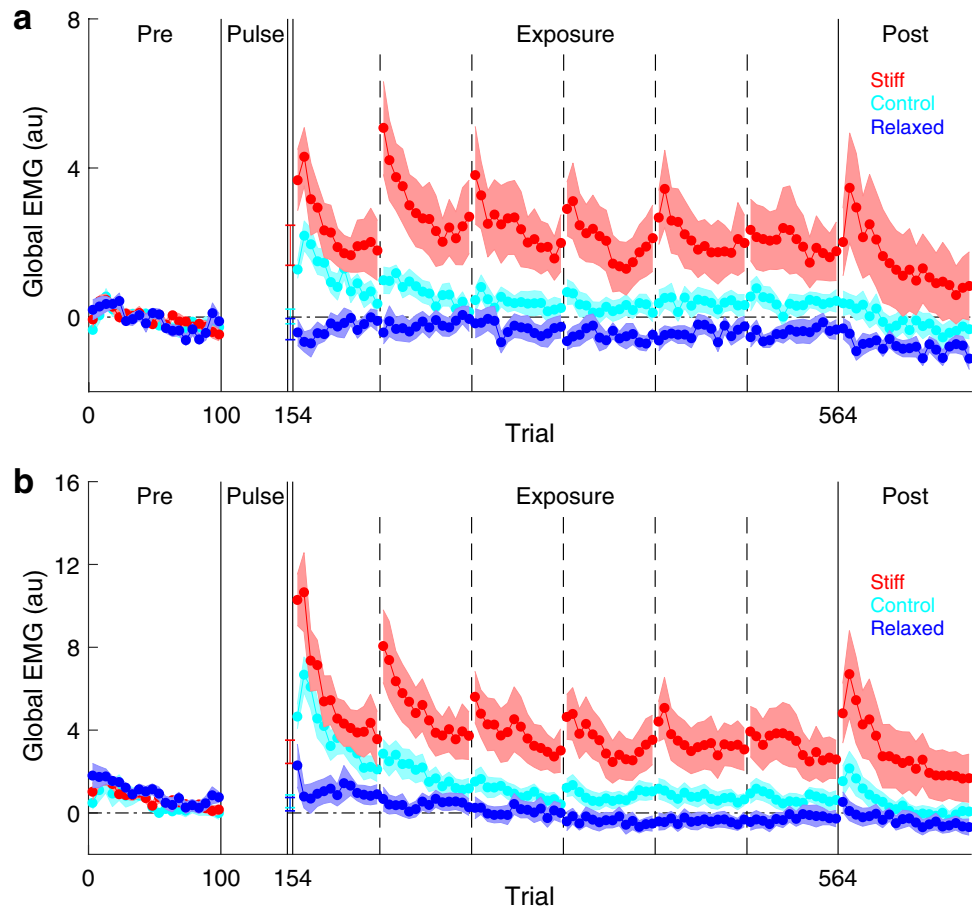 a
8
Pre
Pulse
Exposure
Post
Stiff
Control
Relaxed
4
0
Global EMG (au)
0
100
154
564
Trial
b
16
Pre
Pulse
Exposure
Post
12
Stiff
Control
Relaxed
8
4
0
Global EMG (au)
0
100
154
564
Trial